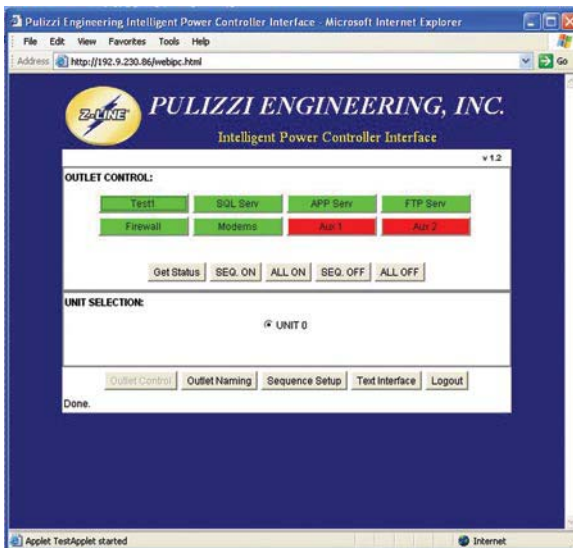 Pulizzi Engineering Intelligent Power Controller Interface - Microsoft Internet Explorer
File Edit View Favorites Tools Help
Address http://192.9.230.86/webipc.html Go
Z-LINE
PULIZZI ENGINEERING, INC.
Intelligent Power Controller Interface
v 1.2
OUTLET CONTROL:
Test1 SQL Serv APP Serv FTP Serv
Firewall Modems Aux 1 Aux 2
Get Status SEQ. ON ALL ON SEQ. OFF ALL OFF
UNIT SELECTION:
UNIT 0
Outlet Control Outlet Naming Sequence Setup Text Interface Logout
Done.
Applet TestApplet started Internet